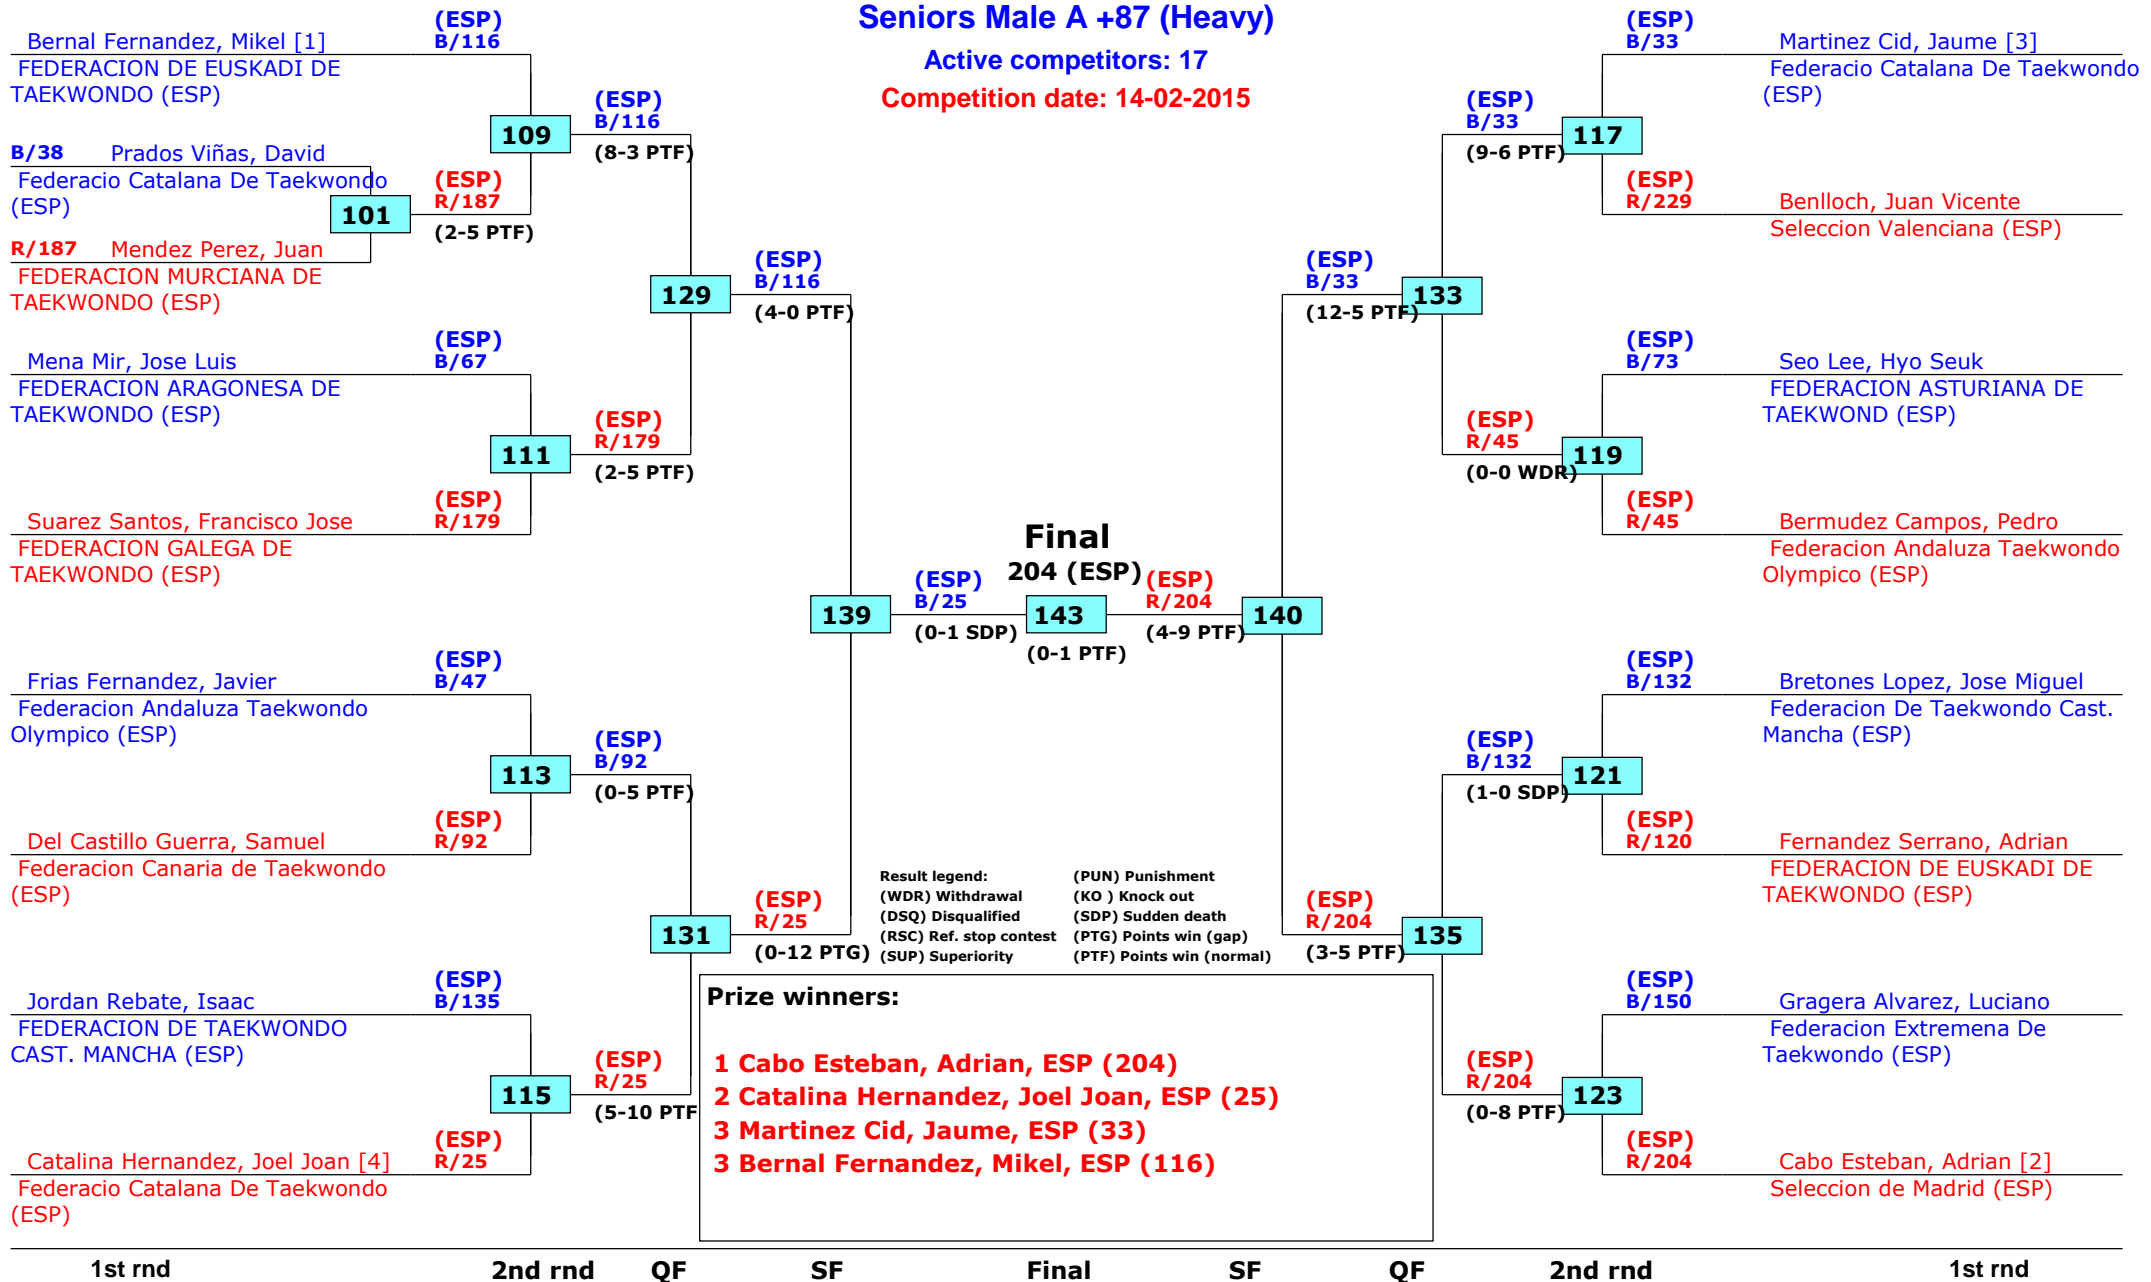 Seniors Male A +87 (Heavy)
Active competitors: 17
Competition date: 14-02-2015
(ESP)
Bernal Fernandez, Mikel [1] B/116
FEDERACION DE EUSKADI DE
TAEKWONDO (ESP)
B/38 Prados Viñas, David
Federacio Catalana De Taekwondo
(ESP)
101
(ESP)
R/187
(2-5 PTF)
R/187 Mendez Perez, Juan
FEDERACION MURCIANA DE
TAEKWONDO (ESP)
109
(ESP)
B/116
(8-3 PTF)
(ESP)
Mena Mir, Jose Luis B/67
FEDERACION ARAGONESA DE
TAEKWONDO (ESP)
111
(ESP)
R/179
(2-5 PTF)
(ESP)
Suarez Santos, Francisco Jose R/179
FEDERACION GALEGA DE
TAEKWONDO (ESP)
129
(ESP)
B/116
(4-0 PTF)
(ESP)
Frias Fernandez, Javier B/47
Federacion Andaluza Taekwondo
Olympico (ESP)
113
(ESP)
B/92
(0-5 PTF)
(ESP)
Del Castillo Guerra, Samuel R/92
Federacion Canaria de Taekwondo
(ESP)
131
(ESP)
R/25
(0-12 PTG)
(ESP)
Jordan Rebate, Isaac B/135
FEDERACION DE TAEKWONDO
CAST. MANCHA (ESP)
115
(ESP)
R/25
(5-10 PTF
(ESP)
Catalina Hernandez, Joel Joan [4] R/25
Federacio Catalana De Taekwondo
(ESP)
139
(ESP)
B/25
(0-1 SDP)
Final
204 (ESP)
143
(0-1 PTF)
(ESP)
R/204
(4-9 PTF)
140
(ESP)
B/33 Martinez Cid, Jaume [3]
Federacio Catalana De Taekwondo
(ESP)
(ESP)
B/33
(9-6 PTF)
117
(ESP)
R/229 Benlloch, Juan Vicente
Seleccion Valenciana (ESP)
(ESP)
B/33
(12-5 PTF)
133
(ESP)
B/73 Seo Lee, Hyo Seuk
FEDERACION ASTURIANA DE
TAEKWOND (ESP)
(ESP)
R/45
(0-0 WDR)
119
(ESP)
R/45 Bermudez Campos, Pedro
Federacion Andaluza Taekwondo
Olympico (ESP)
(ESP)
B/132 Bretones Lopez, Jose Miguel
Federacion De Taekwondo Cast.
Mancha (ESP)
(ESP)
B/132
(1-0 SDP)
121
(ESP)
R/120 Fernandez Serrano, Adrian
FEDERACION DE EUSKADI DE
TAEKWONDO (ESP)
(ESP)
R/204
(3-5 PTF)
135
(ESP)
B/150 Gragera Alvarez, Luciano
Federacion Extremena De
Taekwondo (ESP)
(ESP)
R/204
(0-8 PTF)
123
(ESP)
R/204 Cabo Esteban, Adrian [2]
Seleccion de Madrid (ESP)
Result legend: (PUN) Punishment
(WDR) Withdrawal (KO ) Knock out
(DSQ) Disqualified (SDP) Sudden death
(RSC) Ref. stop contest (PTG) Points win (gap)
(SUP) Superiority (PTF) Points win (normal)
Prize winners:
1 Cabo Esteban, Adrian, ESP (204)
2 Catalina Hernandez, Joel Joan, ESP (25)
3 Martinez Cid, Jaume, ESP (33)
3 Bernal Fernandez, Mikel, ESP (116)
1st rnd 2nd rnd QF SF Final SF QF 2nd rnd 1st rnd